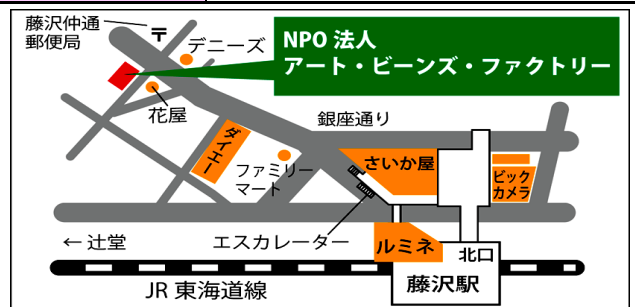 藤沢仲通
郵便局
〒
デニーズ
NPO 法人
アート・ビーンズ・ファクトリー
花屋
銀座通り
ダイエー
ファミリー
マート
さいか屋
ビック
カメラ
エスカレーター
← 辻堂
ルミネ
北口
藤沢駅
JR 東海道線